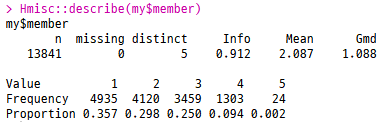 > Hmisc::describe(my$member)
my$member
n missing distinct Info Mean Gmd
13841 0 5 0.912 2.087 1.088
Value 1 2 3 4 5
Frequency 4935 4120 3459 1303 24
Proportion 0.357 0.298 0.250 0.094 0.002